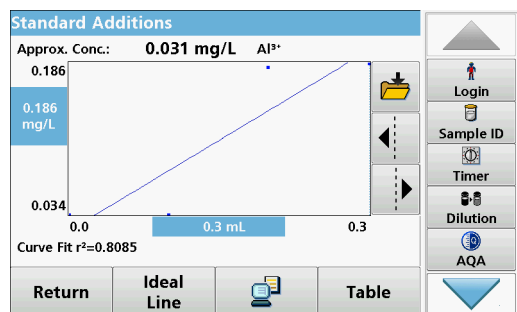 Standard Additions
Approx. Conc.: 0.031 mg/L Al³⁺
0.186
0.186
mg/L
0.034
0.0 0.3 mL 0.3
Curve Fit r²=0.8085
Return
Ideal
Line
Table
Login
Sample ID
Timer
Dilution
AQA